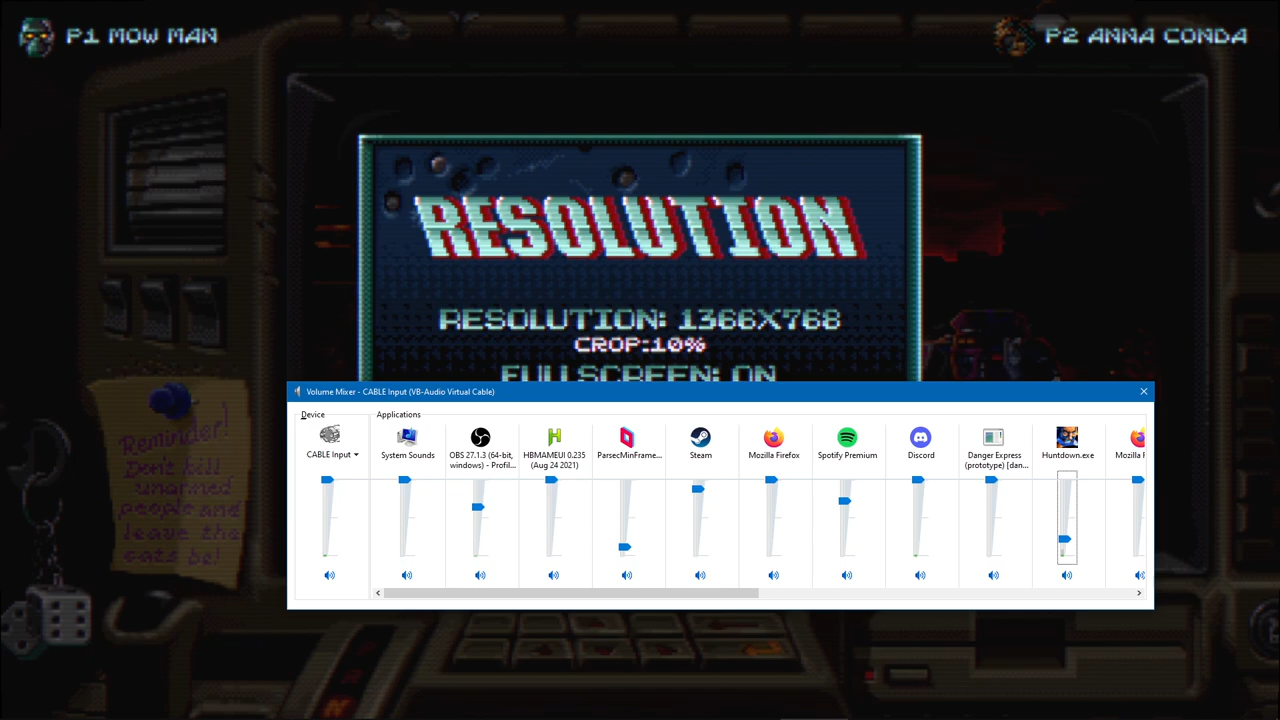 P1 MOW MAN
P2 ANNA CONDA
RESOLUTION
RESOLUTION: 1366X768
CROP:10%
FULLSCREEN: ON
Reminder!
Don't kill
unarmed
people and
leave the
cats be!
Volume Mixer - CABLE Input (VB-Audio Virtual Cable)
Device
Applications
CABLE Input
System Sounds
OBS 27.1.3 (64-bit,
windows) - Profil...
HBMAMEUI 0.235
(Aug 24 2021)
ParsecMinFrame...
Steam
Mozilla Firefox
Spotify Premium
Discord
Danger Express
(prototype) [dan...
Huntdown.exe
Mozilla F